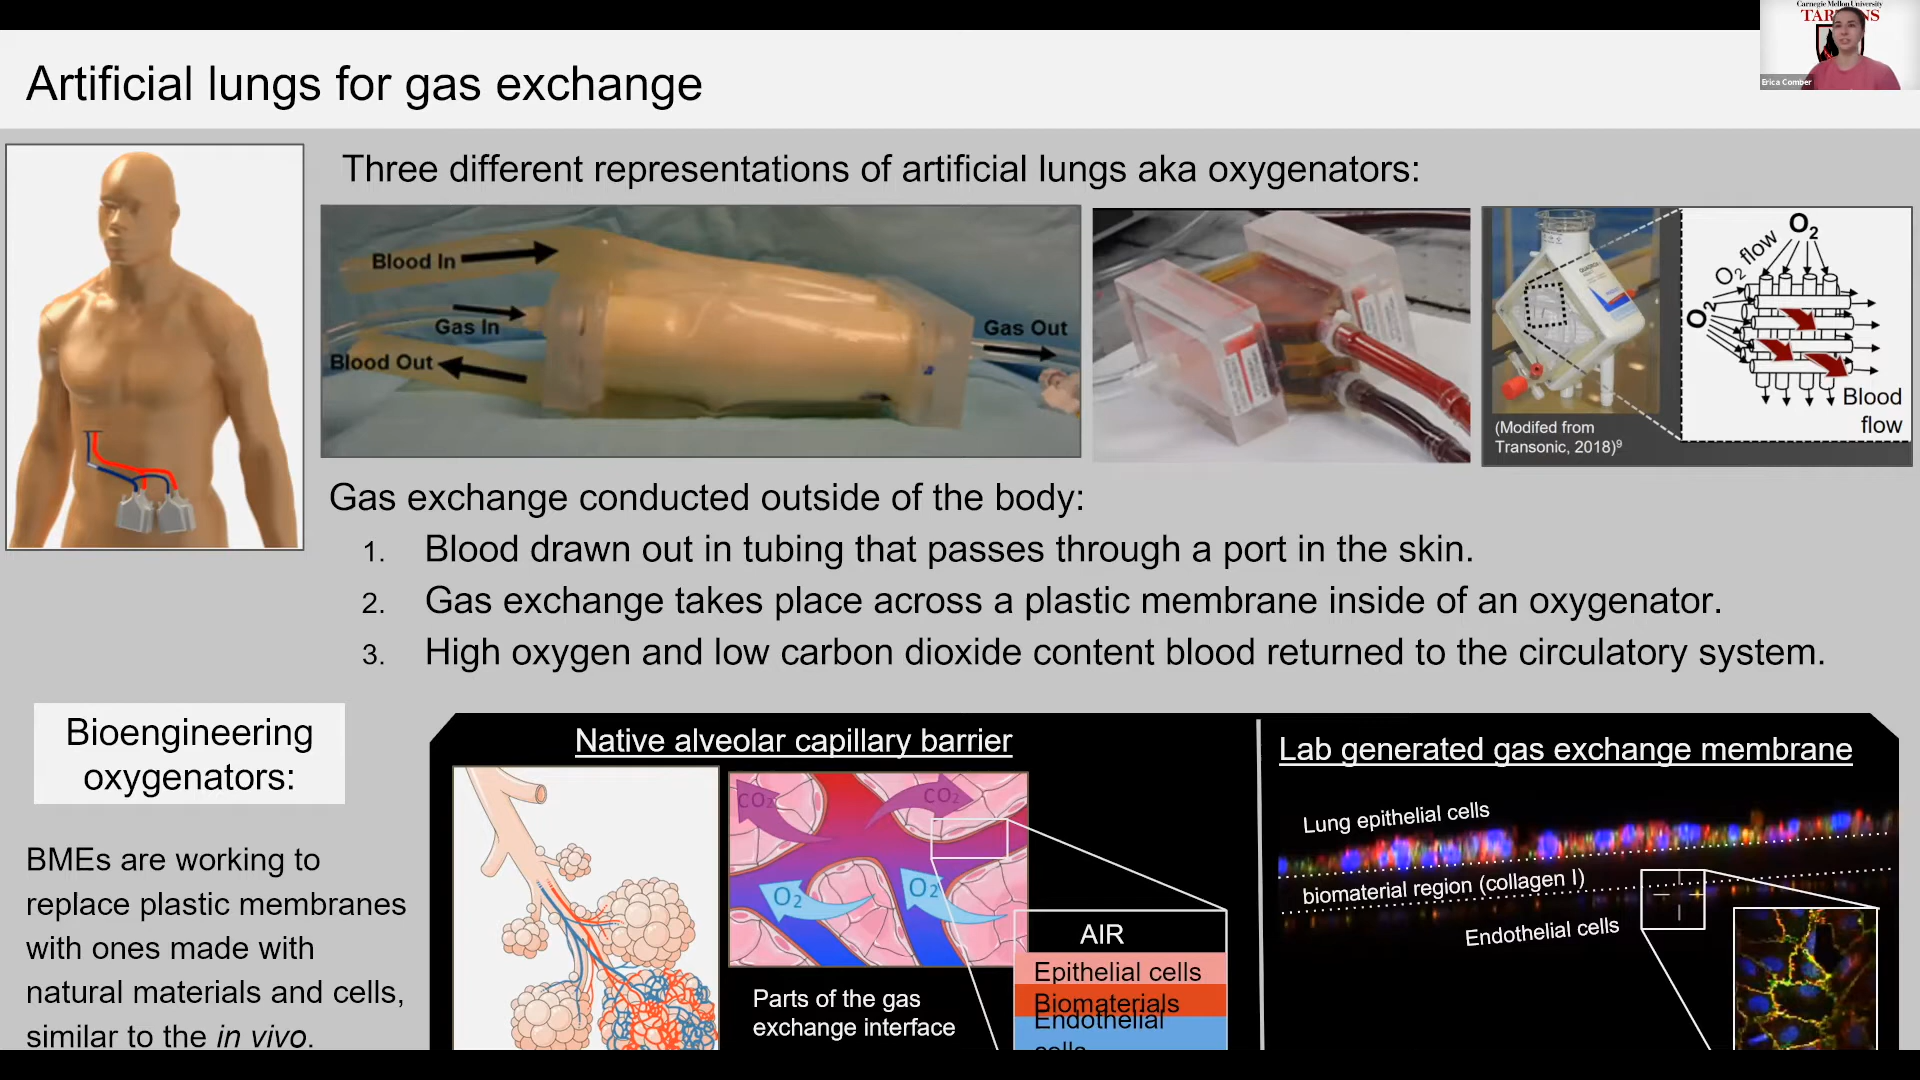 Carnegie Mellon University
TARTANS
Erica Comber
Artificial lungs for gas exchange
Three different representations of artificial lungs aka oxygenators:
Blood In
Gas In
Blood Out
Gas Out
O2
O2 flow
O2
Blood
flow
(Modifed from
Transonic, 2018)9
Gas exchange conducted outside of the body:
1. Blood drawn out in tubing that passes through a port in the skin.
2. Gas exchange takes place across a plastic membrane inside of an oxygenator.
3. High oxygen and low carbon dioxide content blood returned to the circulatory system.
Bioengineering
oxygenators:
BMEs are working to
replace plastic membranes
with ones made with
natural materials and cells,
similar to the in vivo.
Native alveolar capillary barrier
CO2
CO2
O2
O2
Parts of the gas
exchange interface
AIR
Epithelial cells
Biomaterials
Endothelial
cells
Lab generated gas exchange membrane
Lung epithelial cells
biomaterial region (collagen I)
Endothelial cells